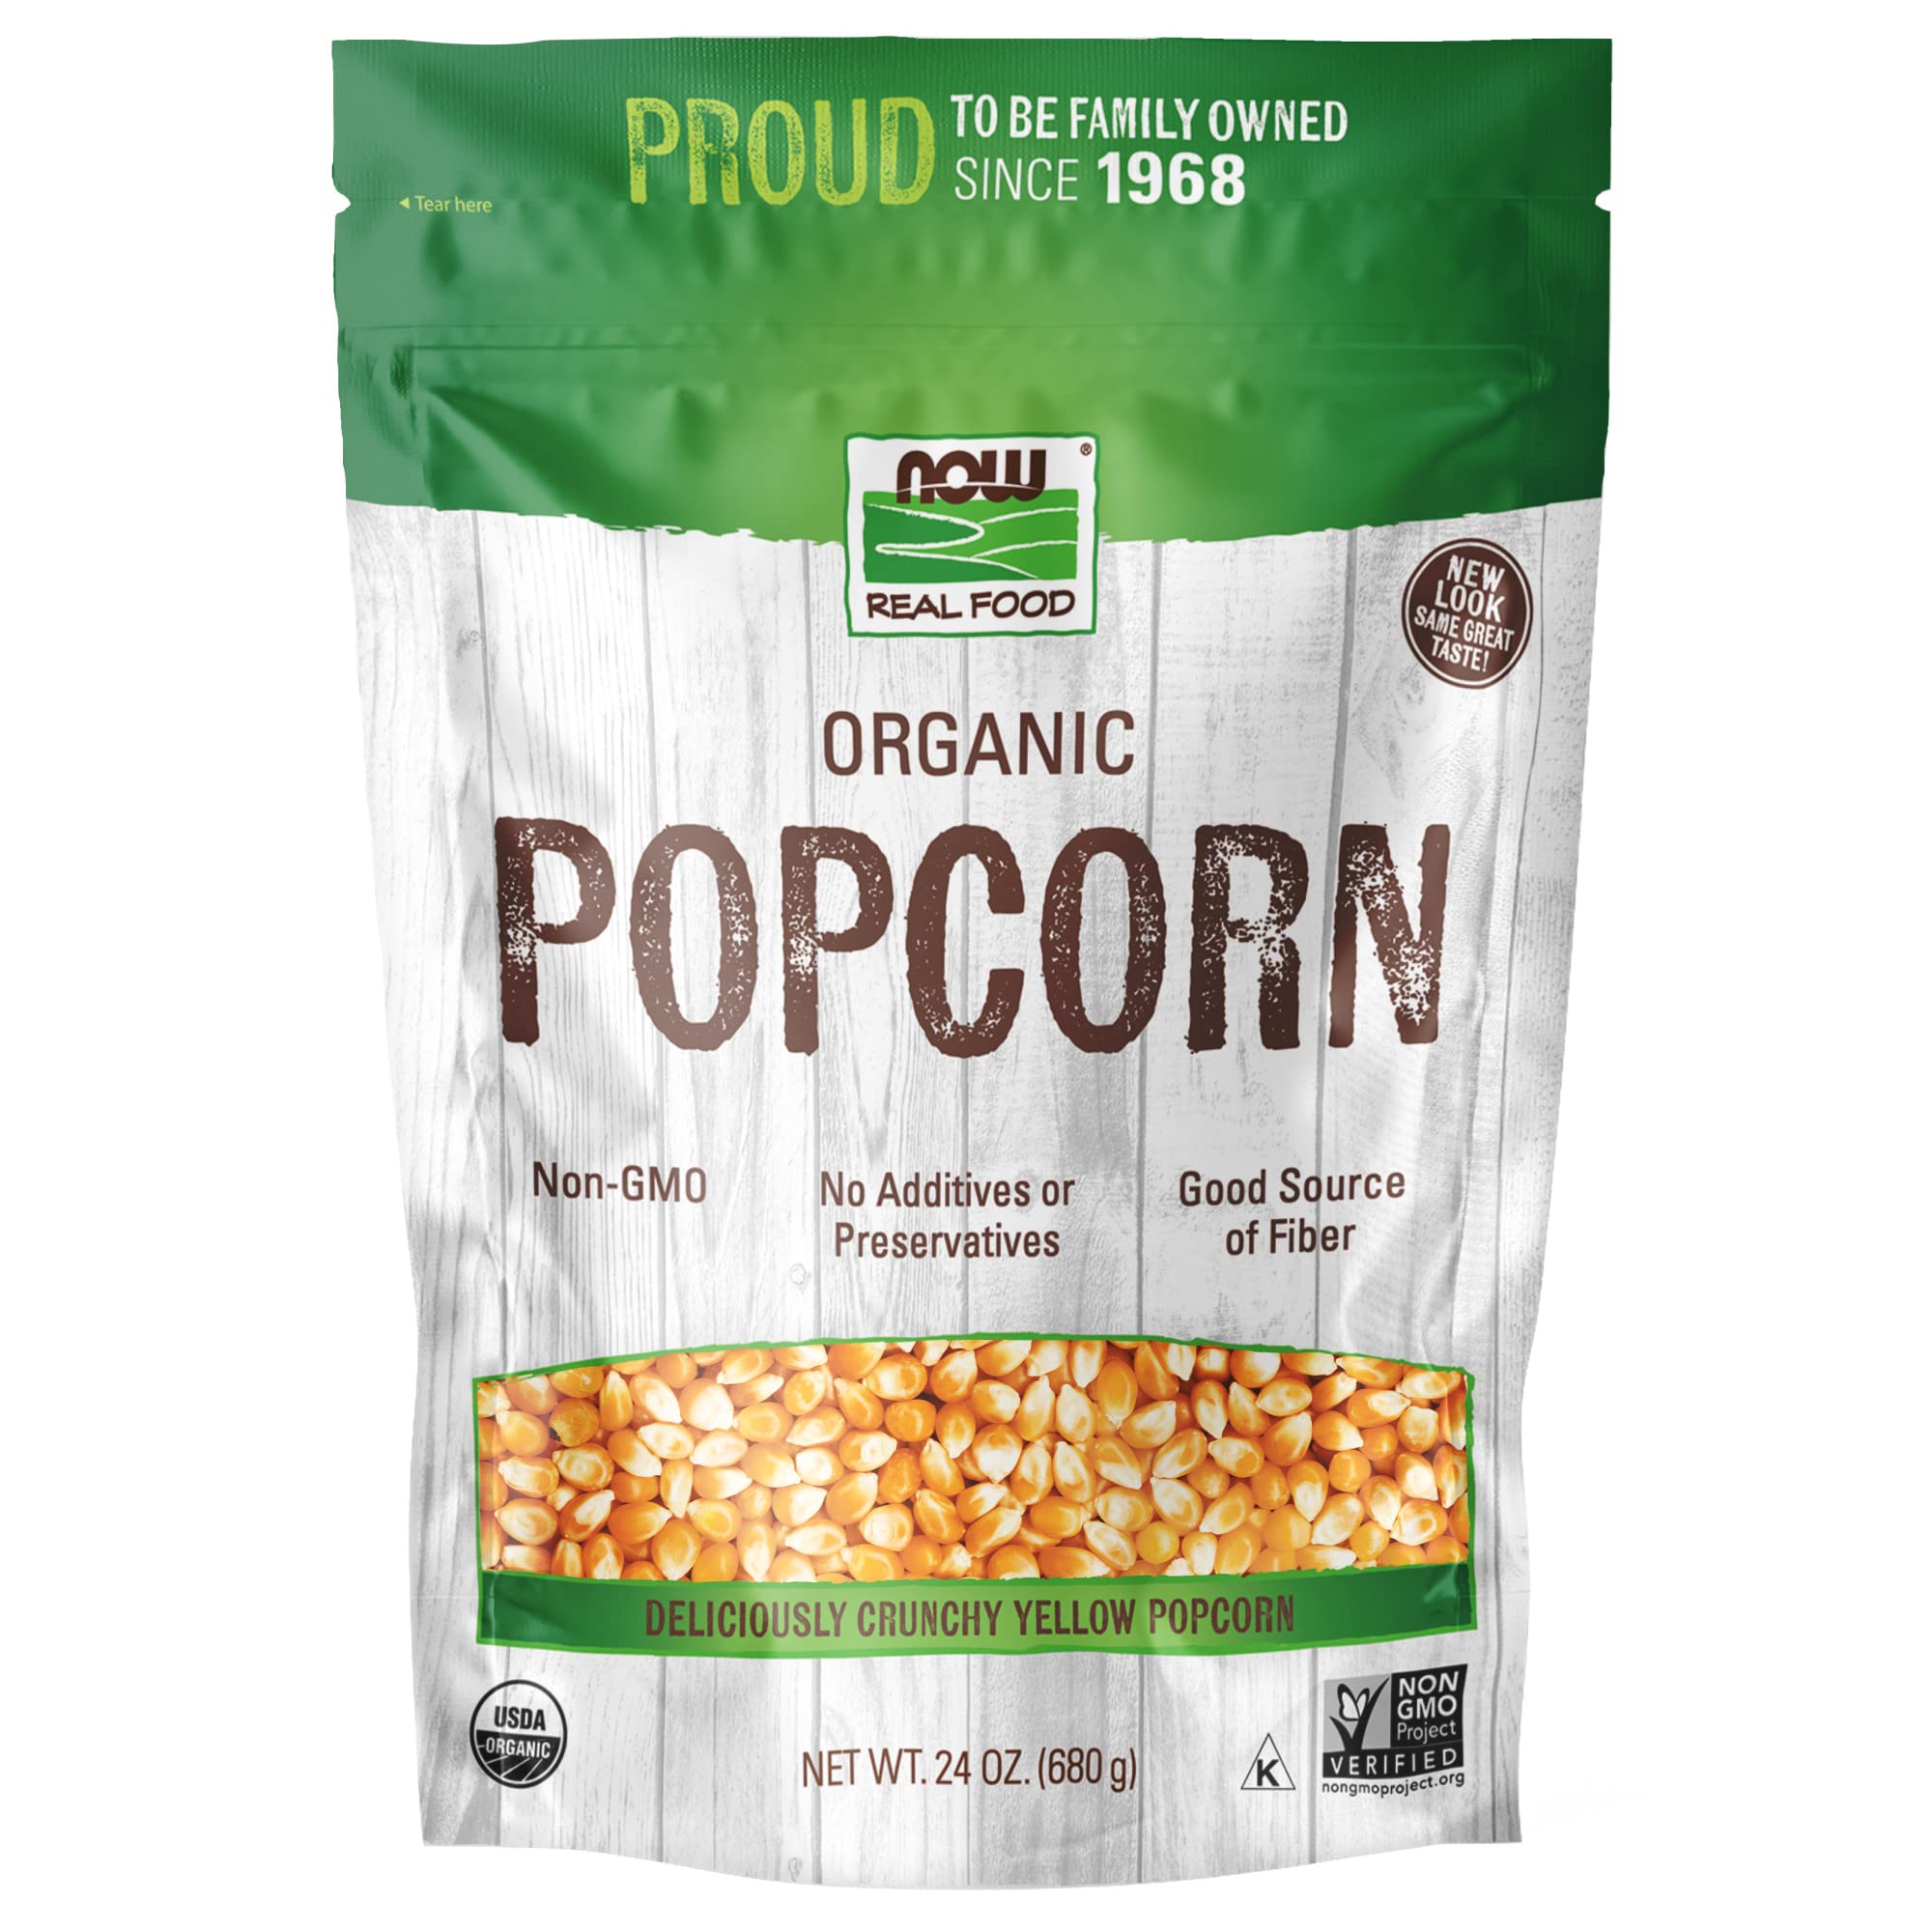 PROUD TO BE FAMILY OWNED
SINCE 1968
Tear here
NOW ®
REAL FOOD
NEW
LOOK
SAME GREAT
TASTE!
ORGANIC
POPCORN
Non-GMO
No Additives or
Preservatives
Good Source
of Fiber
DELICIOUSLY CRUNCHY YELLOW POPCORN
USDA
ORGANIC
NET WT. 24 OZ. (680 g)
K
NON
GMO
Project
VERIFIED
nongmoproject.org